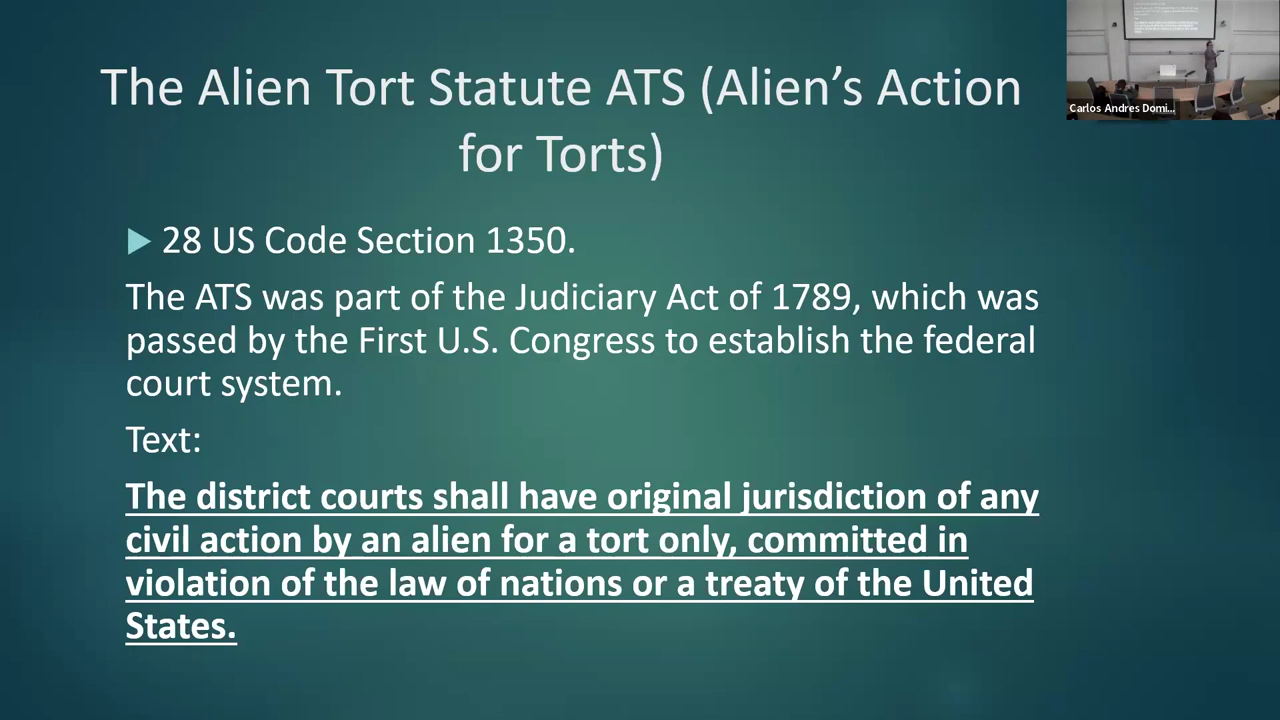 The Alien Tort Statute ATS (Alien’s Action
for Torts)
Carlos Andres Domi...
28 US Code Section 1350.
The ATS was part of the Judiciary Act of 1789, which was
passed by the First U.S. Congress to establish the federal
court system.
Text:
The district courts shall have original jurisdiction of any
civil action by an alien for a tort only, committed in
violation of the law of nations or a treaty of the United
States.